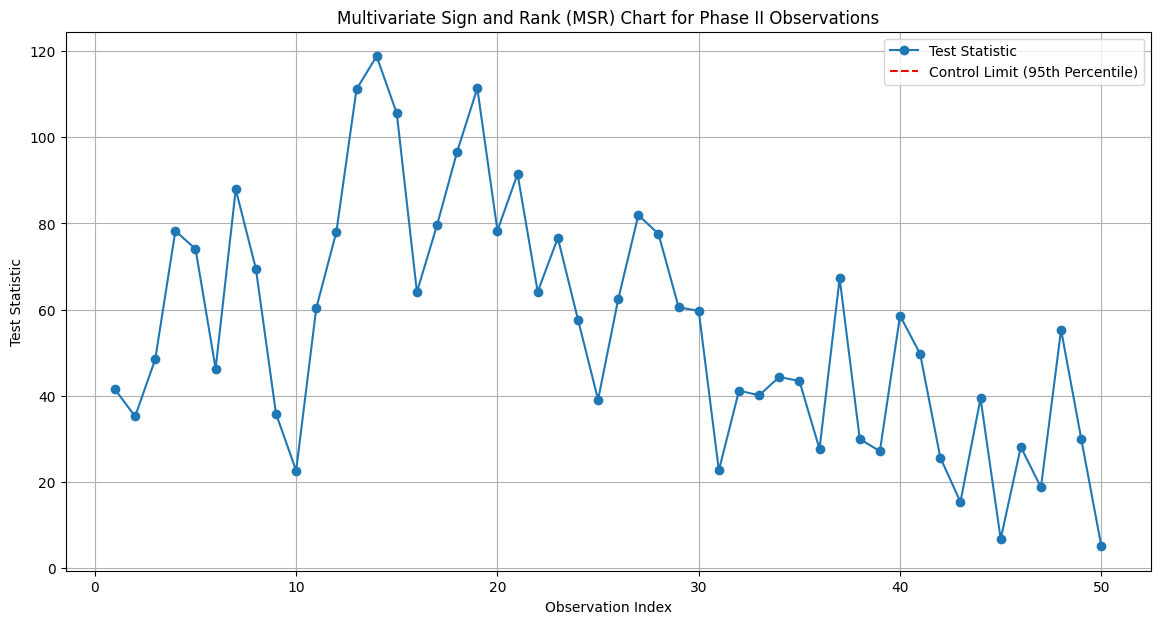 Multivariate Sign and Rank (MSR) Chart for Phase II Observations
Test Statistic
Control Limit (95th Percentile)
Test Statistic
120
100
80
60
40
20
0
0 10 20 30 40 50
Observation Index